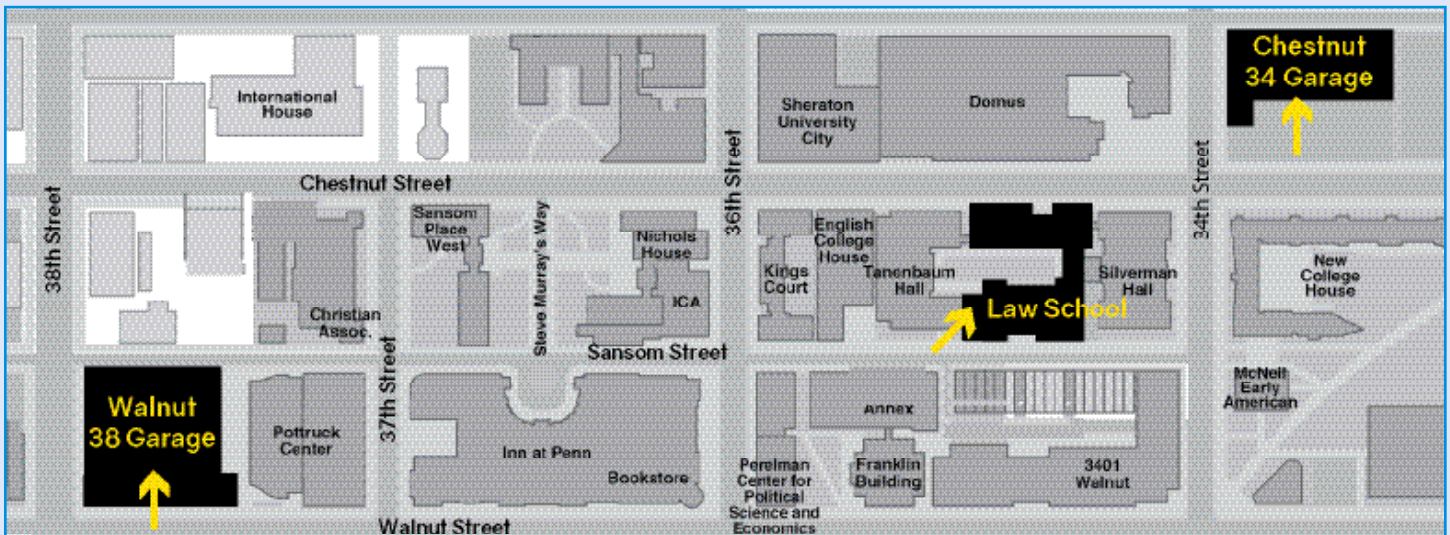 Chestnut
34 Garage
International
House
Sheraton
University
City
Domus
Chestnut Street
38th Street
36th Street
34th Street
Sansom
Place
West
Steve Murray's Way
Nichols
House
ICA
Kings
Court
English
College
House
Tanenbaum
Hall
Law School
Silverman
Hall
New
College
House
Christian
Assoc.
Sansom Street
37th Street
Walnut
38 Garage
Pottruck
Center
Inn at Penn
Bookstore
Perelman
Center for
Political
Science and
Economics
Annex
Franklin
Building
3401
Walnut
McNeil
Early
American
Walnut Street